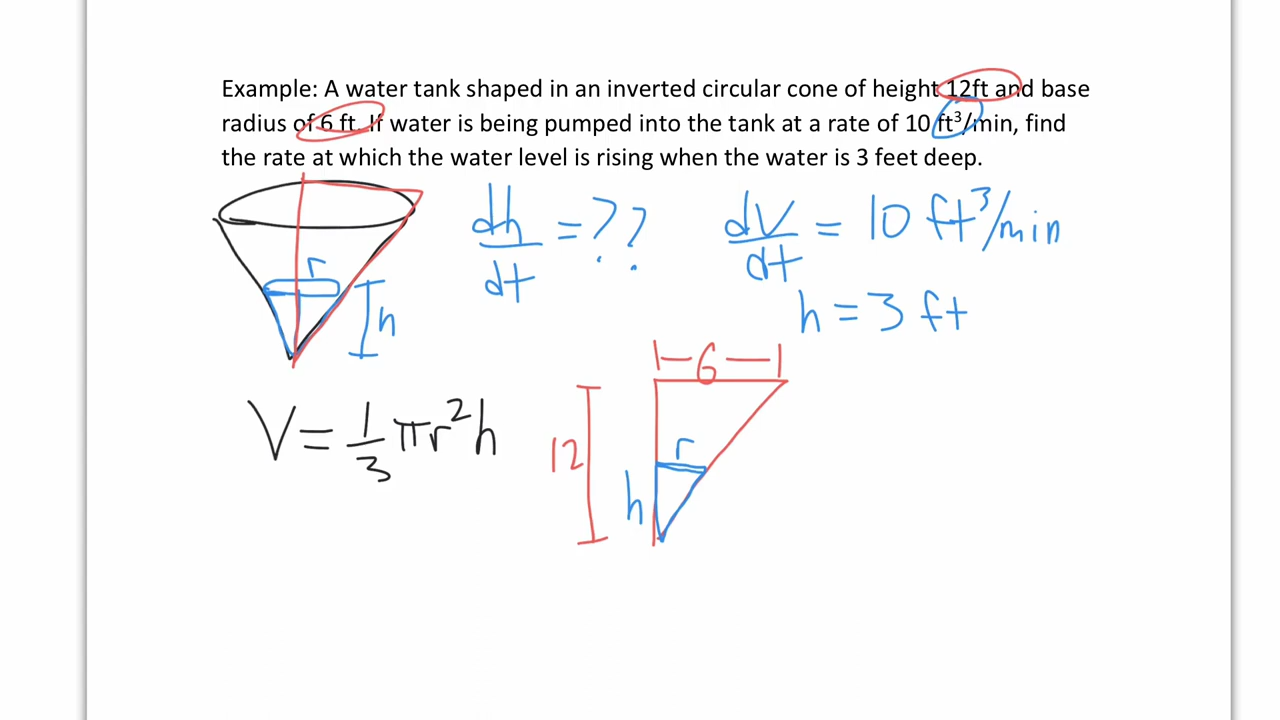 Example: A water tank shaped in an inverted circular cone of height 12ft and base
radius of 6 ft. If water is being pumped into the tank at a rate of 10 ft³/min, find
the rate at which the water level is rising when the water is 3 feet deep.
dh/dt = ??
dV/dt = 10 ft³/min
h = 3 ft
r
h
V = 1/3 πr²h
6
12
r
h